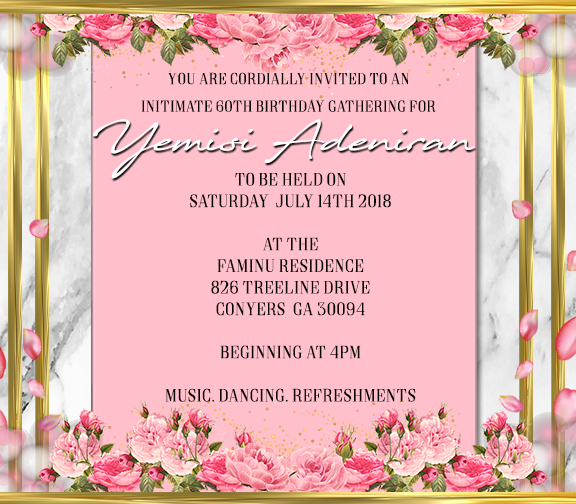 YOU ARE CORDIALLY INVITED TO AN
INITIMATE 60TH BIRTHDAY GATHERING FOR
Yemisi Adeniran
TO BE HELD ON
SATURDAY JULY 14TH 2018
AT THE
FAMINU RESIDENCE
826 TREELINE DRIVE
CONYERS GA 30094
BEGINNING AT 4PM
MUSIC. DANCING. REFRESHMENTS